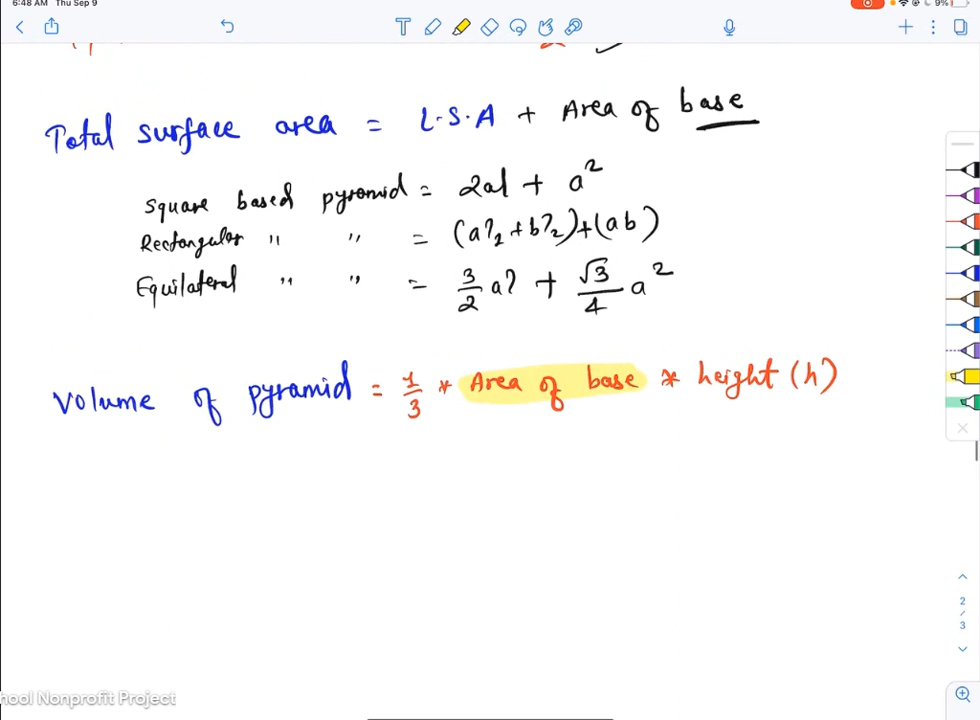 6:48 AM Thu Sep 9
9%
Total surface area = L.S.A + Area of base
Square based pyramid = 2al + a²
Rectangular " " = (al₂ + bl₂) + (ab)
Equilateral " " = 3/2 al + √3/4 a²
Volume of pyramid = 1/3 * Area of base * height (h)
2
/
3
hool Nonprofit Project